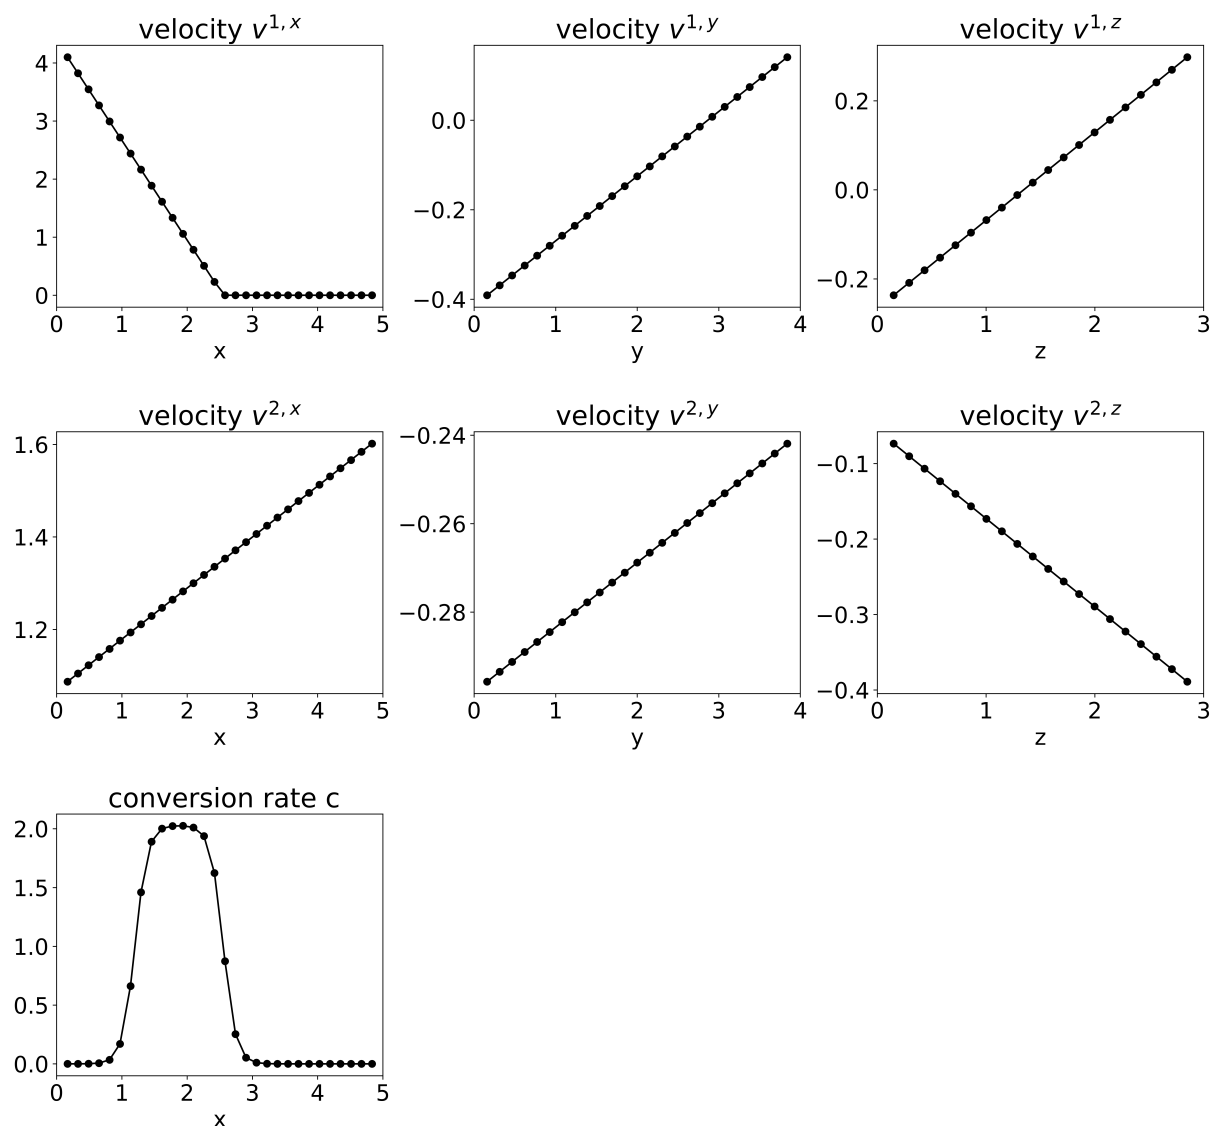 velocity v^{1,x}
velocity v^{1,y}
velocity v^{1,z}
4
3
2
1
0
0 1 2 3 4 5
x
0.0
−0.2
−0.4
0 1 2 3 4
y
0.2
0.0
−0.2
0 1 2 3
z
velocity v^{2,x}
velocity v^{2,y}
velocity v^{2,z}
1.6
1.4
1.2
0 1 2 3 4 5
x
−0.24
−0.26
−0.28
0 1 2 3 4
y
−0.1
−0.2
−0.3
−0.4
0 1 2 3
z
conversion rate c
2.0
1.5
1.0
0.5
0.0
0 1 2 3 4 5
x